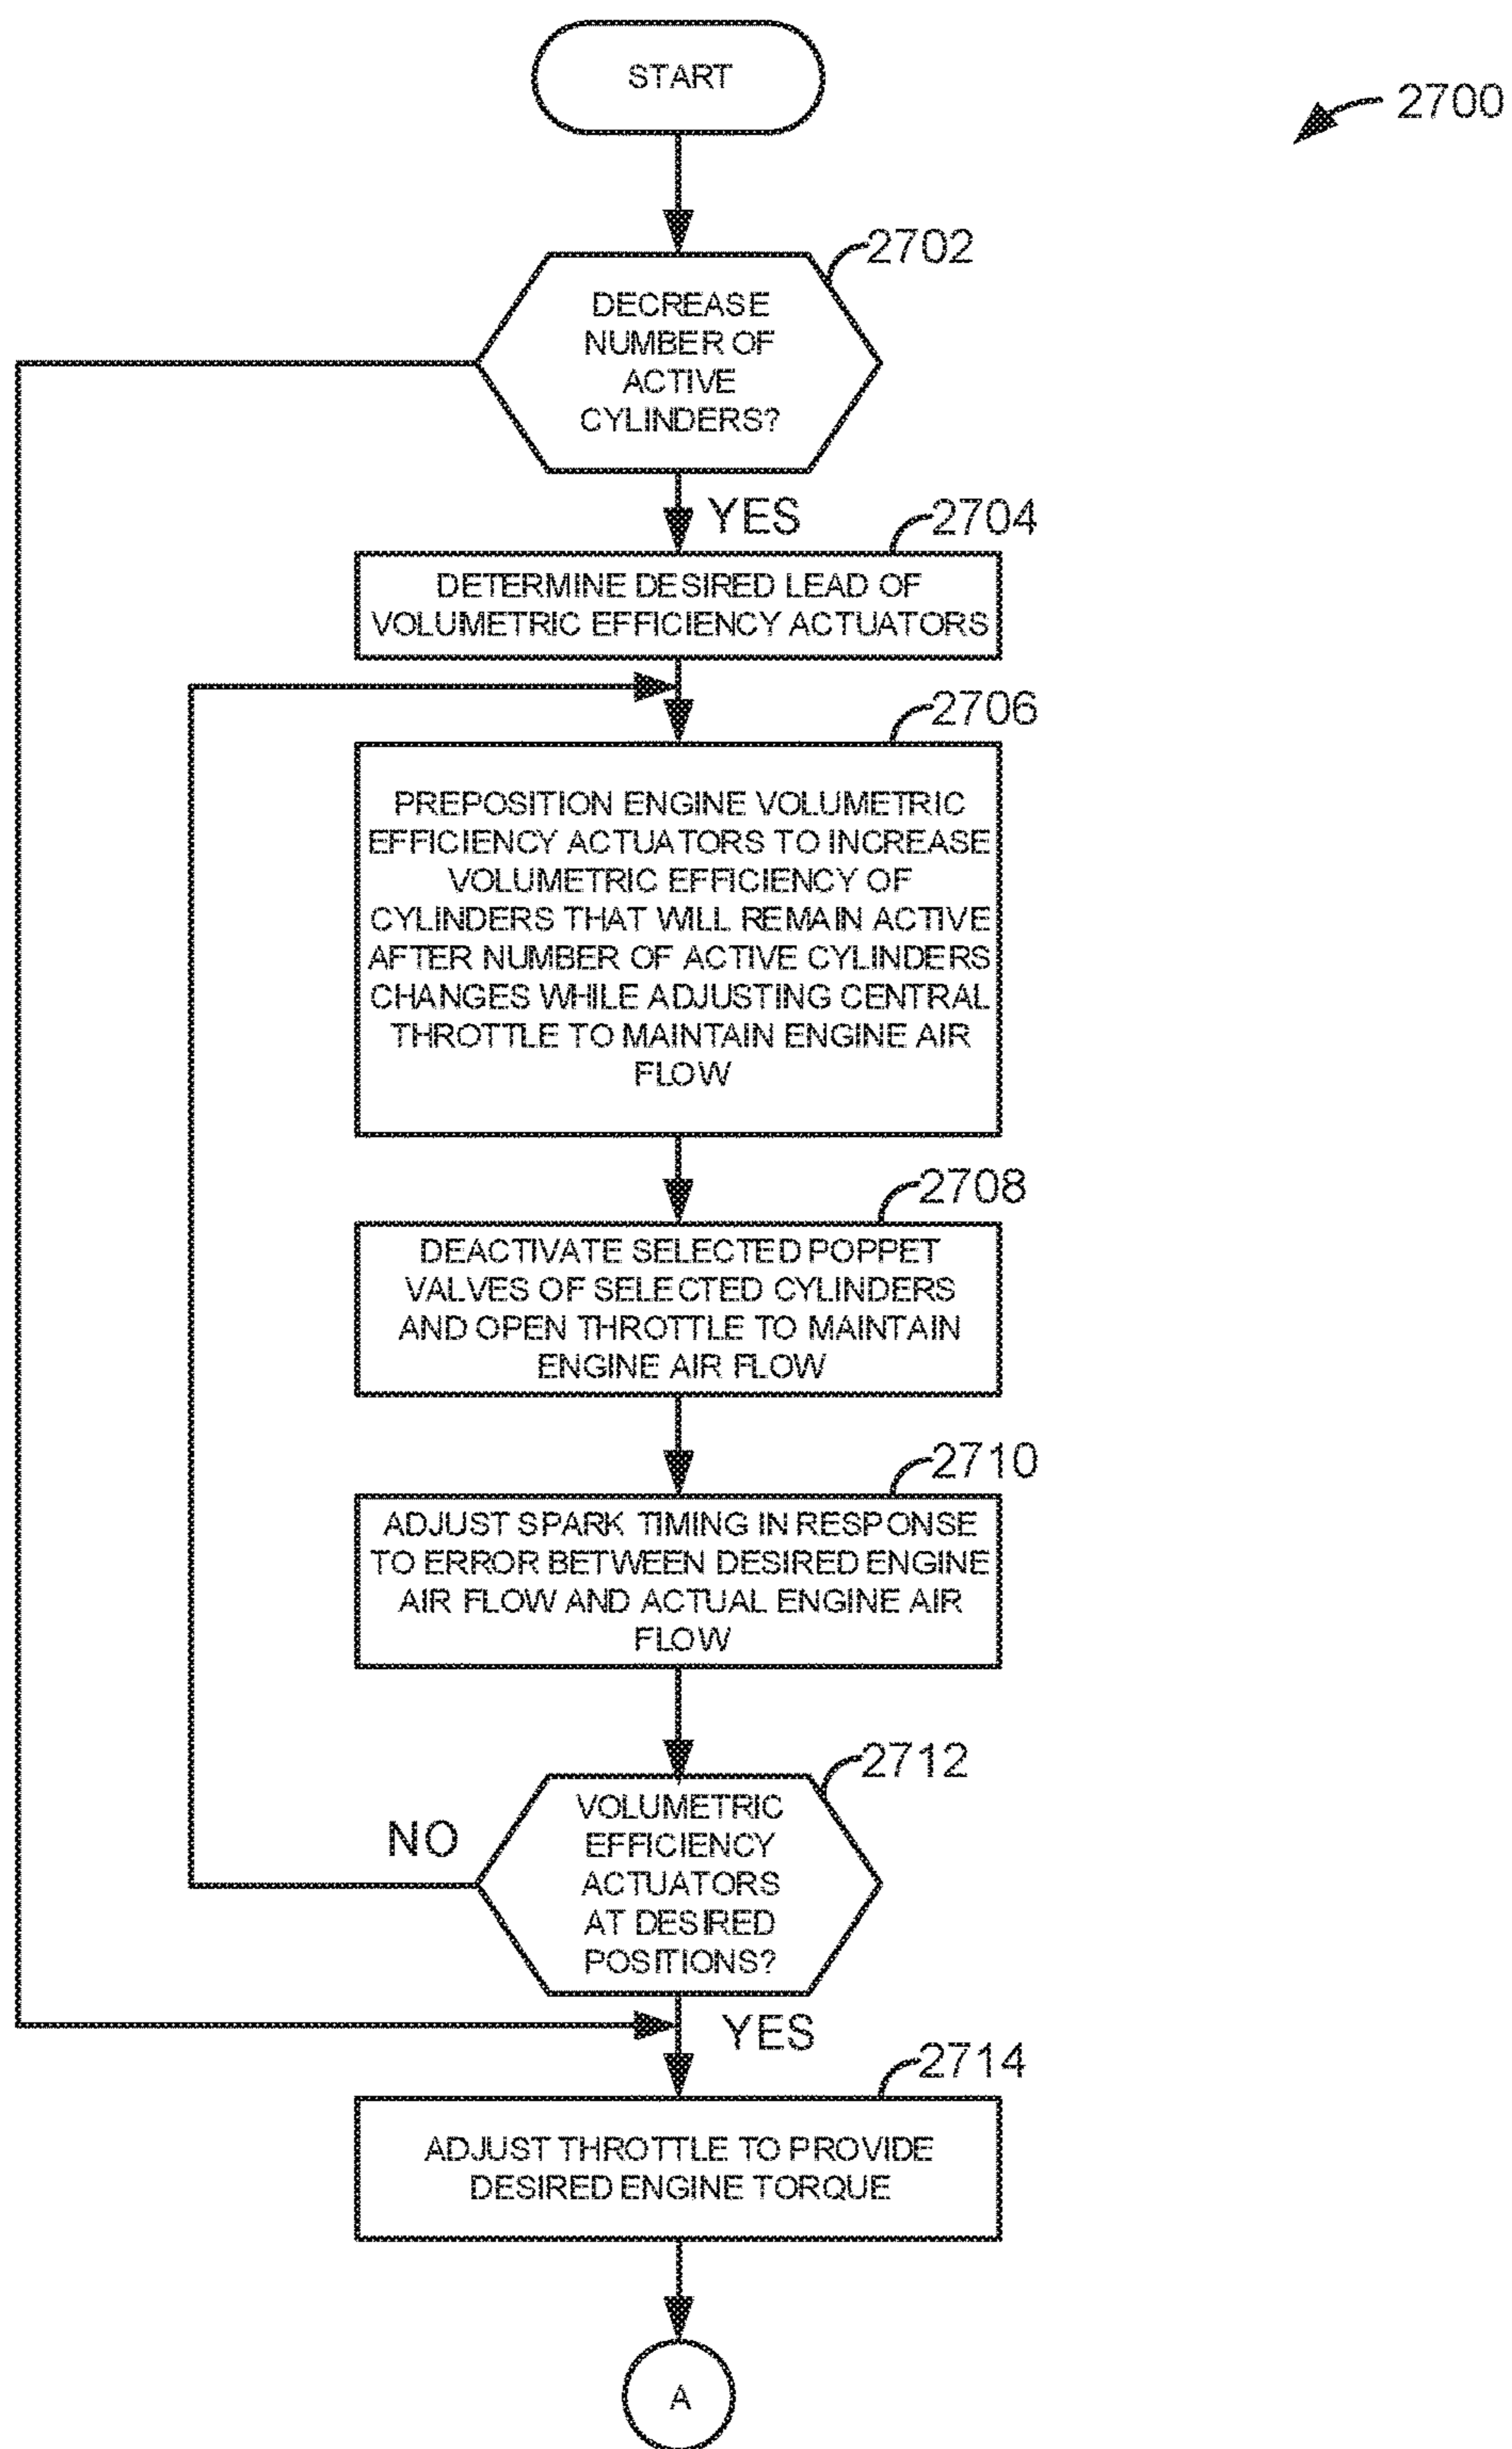 START
2700
2702
DECREASE
NUMBER OF
ACTIVE
CYLINDERS?
YES
2704
DETERMINE DESIRED LEAD OF
VOLUMETRIC EFFICIENCY ACTUATORS
2706
PREPOSITION ENGINE VOLUMETRIC
EFFICIENCY ACTUATORS TO INCREASE
VOLUMETRIC EFFICIENCY OF
CYLINDERS THAT WILL REMAIN ACTIVE
AFTER NUMBER OF ACTIVE CYLINDERS
CHANGES WHILE ADJUSTING CENTRAL
THROTTLE TO MAINTAIN ENGINE AIR
FLOW
2708
DEACTIVATE SELECTED POPPET
VALVES OF SELECTED CYLINDERS
AND OPEN THROTTLE TO MAINTAIN
ENGINE AIR FLOW
2710
ADJUST SPARK TIMING IN RESPONSE
TO ERROR BETWEEN DESIRED ENGINE
AIR FLOW AND ACTUAL ENGINE AIR
FLOW
2712
NO
VOLUMETRIC
EFFICIENCY
ACTUATORS
AT DESIRED
POSITIONS?
YES
2714
ADJUST THROTTLE TO PROVIDE
DESIRED ENGINE TORQUE
A